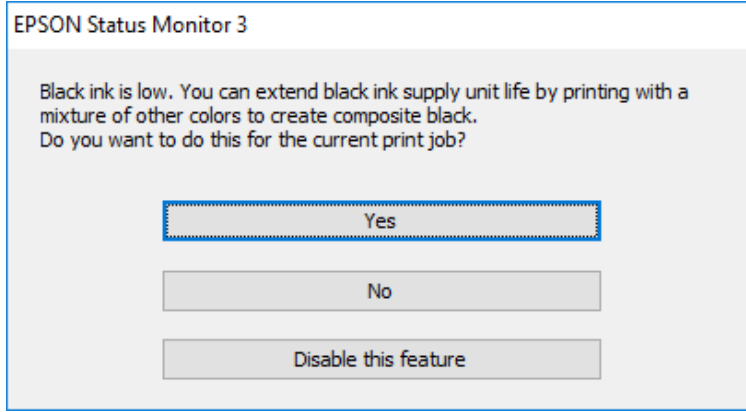 EPSON Status Monitor 3
Black ink is low. You can extend black ink supply unit life by printing with a
mixture of other colors to create composite black.
Do you want to do this for the current print job?
Yes
No
Disable this feature